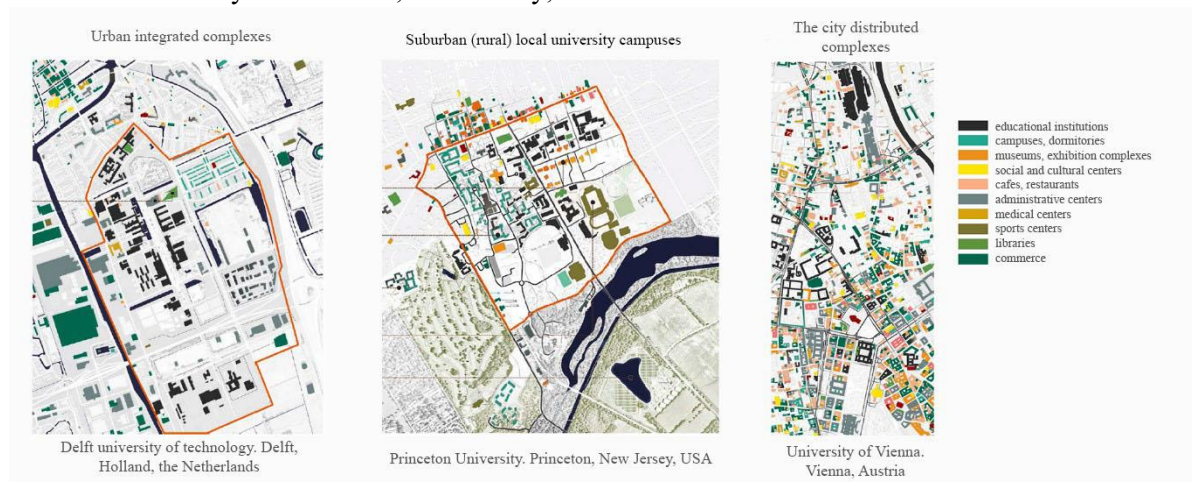 Urban integrated complexes
Suburban (rural) local university campuses
The city distributed
complexes
educational institutions
campuses, dormitories
museums, exhibition complexes
social and cultural centers
cafes, restaurants
administrative centers
medical centers
sports centers
libraries
commerce
Delft university of technology. Delft,
Holland, the Netherlands
Princeton University. Princeton, New Jersey, USA
University of Vienna.
Vienna, Austria